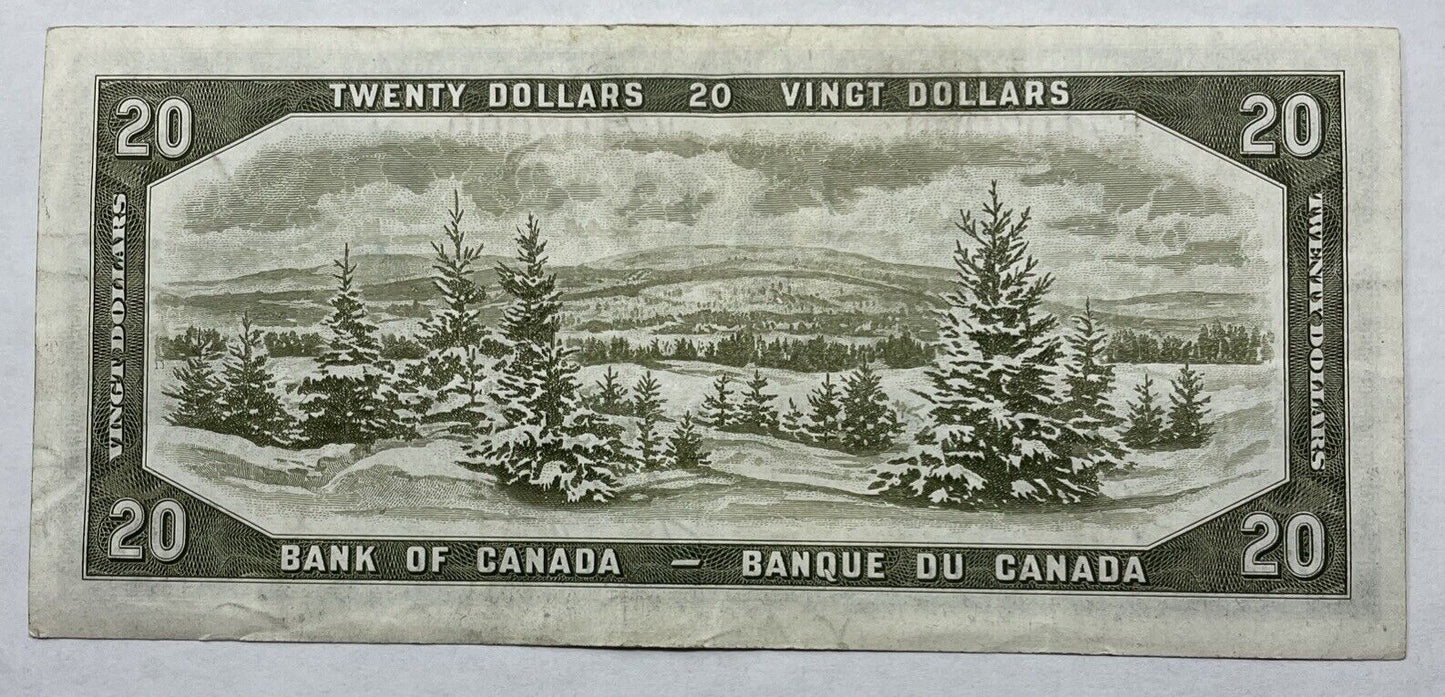 TWENTY DOLLARS 20 VINGT DOLLARS
20
20
VINGT DOLLARS
TWENTY DOLLARS
20
20
BANK OF CANADA — BANQUE DU CANADA